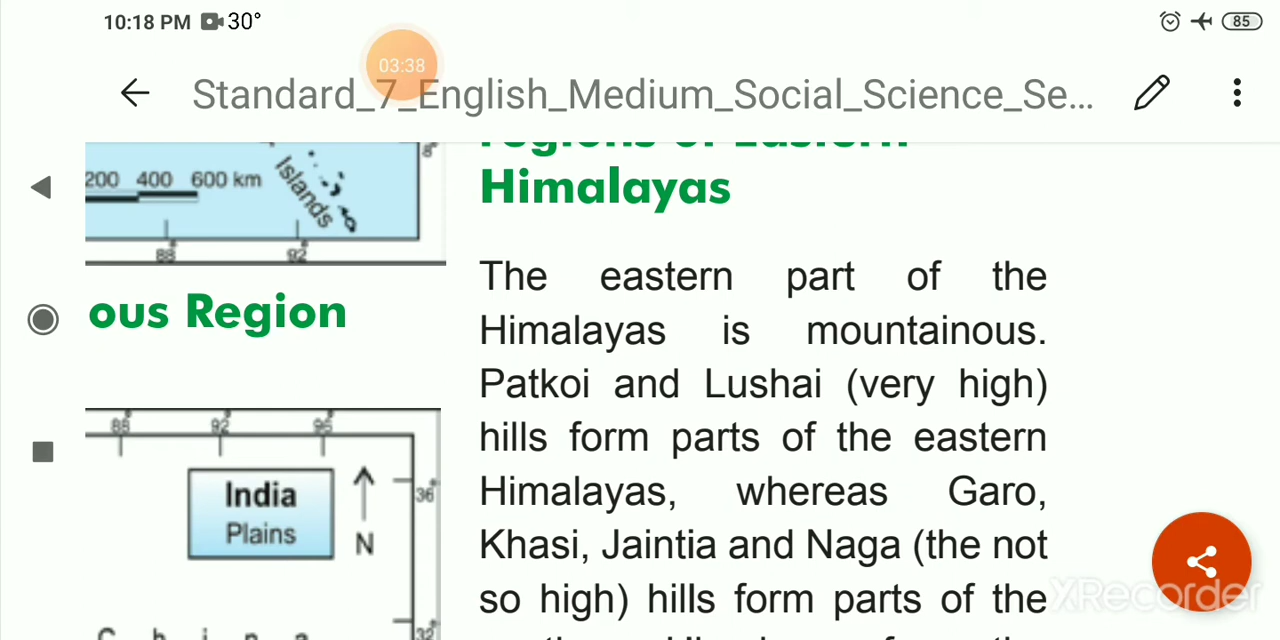 10:18 PM 30° 85
03:38
Standard_7_English_Medium_Social_Science_Se...
200 400 600 km
Islands
8°
88° 92°
ous Region
88° 92° 96°
India
Plains
N
36°
C h i n a
32°
Himalayas
The eastern part of the
Himalayas is mountainous.
Patkoi and Lushai (very high)
hills form parts of the eastern
Himalayas, whereas Garo,
Khasi, Jaintia and Naga (the not
so high) hills form parts of the
XRecorder